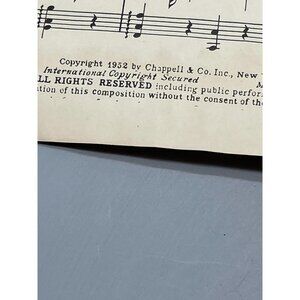 Copyright 1952 by Chappell & Co. Inc., New
International Copyright Secured
ALL RIGHTS RESERVED including public perfor
tion of this composition without the consent of the